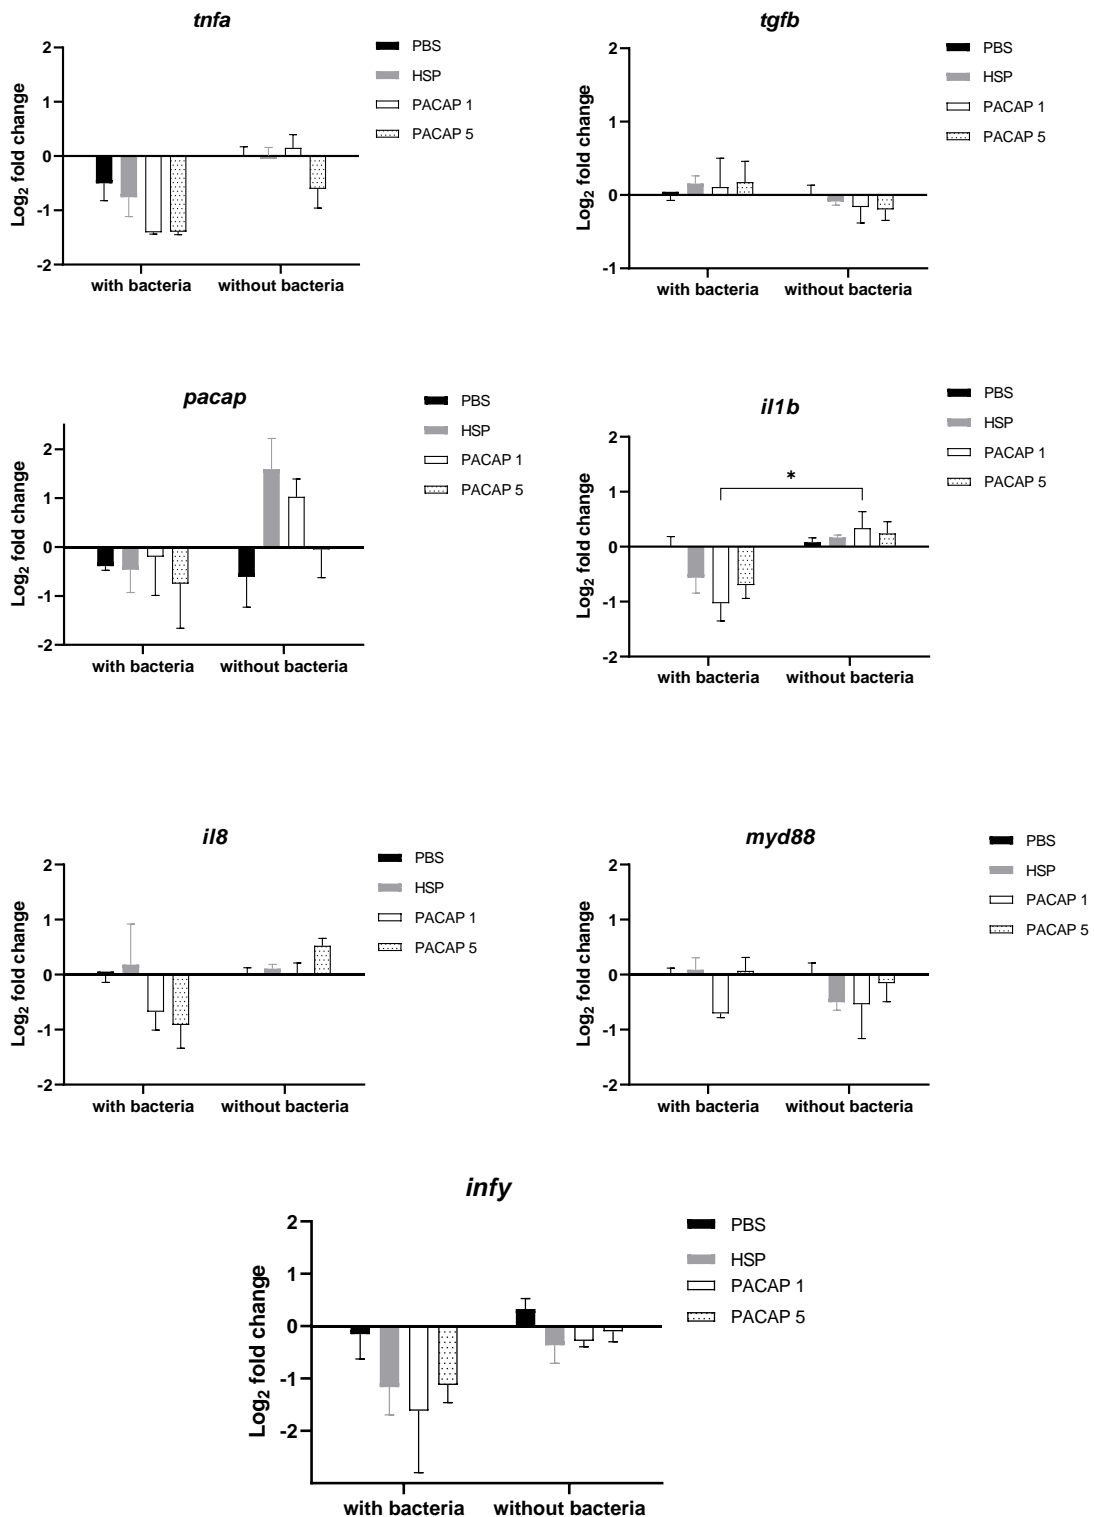 tnfa
PBS
HSP
PACAP 1
PACAP 5
Log2 fold change
2
1
0
-1
-2
with bacteria without bacteria
tgfb
PBS
HSP
PACAP 1
PACAP 5
Log2 fold change
2
1
0
-1
with bacteria without bacteria
pacap
PBS
HSP
PACAP 1
PACAP 5
Log2 fold change
2
1
0
-1
-2
with bacteria without bacteria
il1b
PBS
HSP
PACAP 1
PACAP 5
*
Log2 fold change
2
1
0
-1
-2
with bacteria without bacteria
il8
PBS
HSP
PACAP 1
PACAP 5
Log2 fold change
2
1
0
-1
-2
with bacteria without bacteria
myd88
PBS
HSP
PACAP 1
PACAP 5
Log2 fold change
2
1
0
-1
-2
with bacteria without bacteria
infy
PBS
HSP
PACAP 1
PACAP 5
Log2 fold change
2
1
0
-1
-2
with bacteria without bacteria